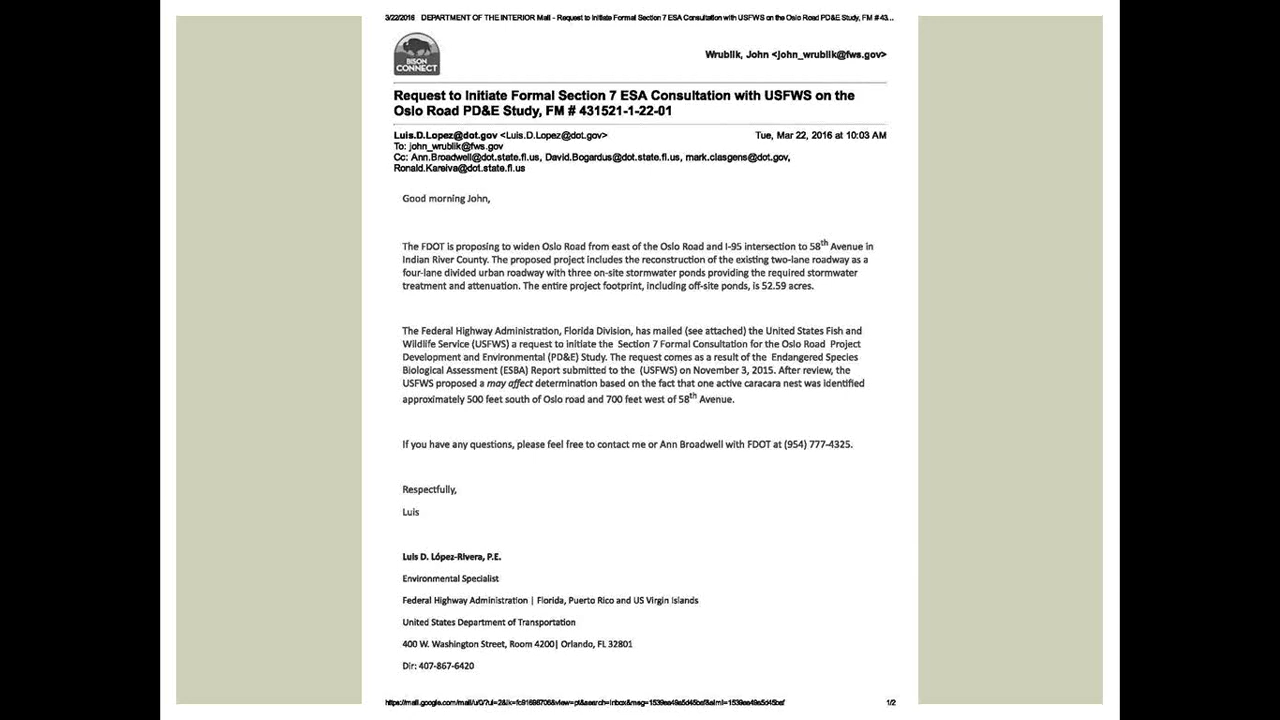 3/22/2016 DEPARTMENT OF THE INTERIOR Mail - Request to Initiate Formal Section 7 ESA Consultation with USFWS on the Oslo Road PD&E Study, FM # 43...
BISON
CONNECT
Wrublik, John <john_wrublik@fws.gov>
Request to Initiate Formal Section 7 ESA Consultation with USFWS on the
Oslo Road PD&E Study, FM # 431521-1-22-01
Luis.D.Lopez@dot.gov <Luis.D.Lopez@dot.gov> Tue, Mar 22, 2016 at 10:03 AM
To: john_wrublik@fws.gov
Cc: Ann.Broadwell@dot.state.fl.us, David.Bogardus@dot.state.fl.us, mark.clasgens@dot.gov,
Ronald.Kareiva@dot.state.fl.us
Good morning John,
The FDOT is proposing to widen Oslo Road from east of the Oslo Road and I-95 intersection to 58th Avenue in
Indian River County. The proposed project includes the reconstruction of the existing two-lane roadway as a
four-lane divided urban roadway with three on-site stormwater ponds providing the required stormwater
treatment and attenuation. The entire project footprint, including off-site ponds, is 52.59 acres.
The Federal Highway Administration, Florida Division, has mailed (see attached) the United States Fish and
Wildlife Service (USFWS) a request to initiate the Section 7 Formal Consultation for the Oslo Road Project
Development and Environmental (PD&E) Study. The request comes as a result of the Endangered Species
Biological Assessment (ESBA) Report submitted to the (USFWS) on November 3, 2015. After review, the
USFWS proposed a may affect determination based on the fact that one active caracara nest was identified
approximately 500 feet south of Oslo road and 700 feet west of 58th Avenue.
If you have any questions, please feel free to contact me or Ann Broadwell with FDOT at (954) 777-4325.
Respectfully,
Luis
Luis D. López-Rivera, P.E.
Environmental Specialist
Federal Highway Administration | Florida, Puerto Rico and US Virgin Islands
United States Department of Transportation
400 W. Washington Street, Room 4200| Orlando, FL 32801
Dir: 407-867-6420
1/2